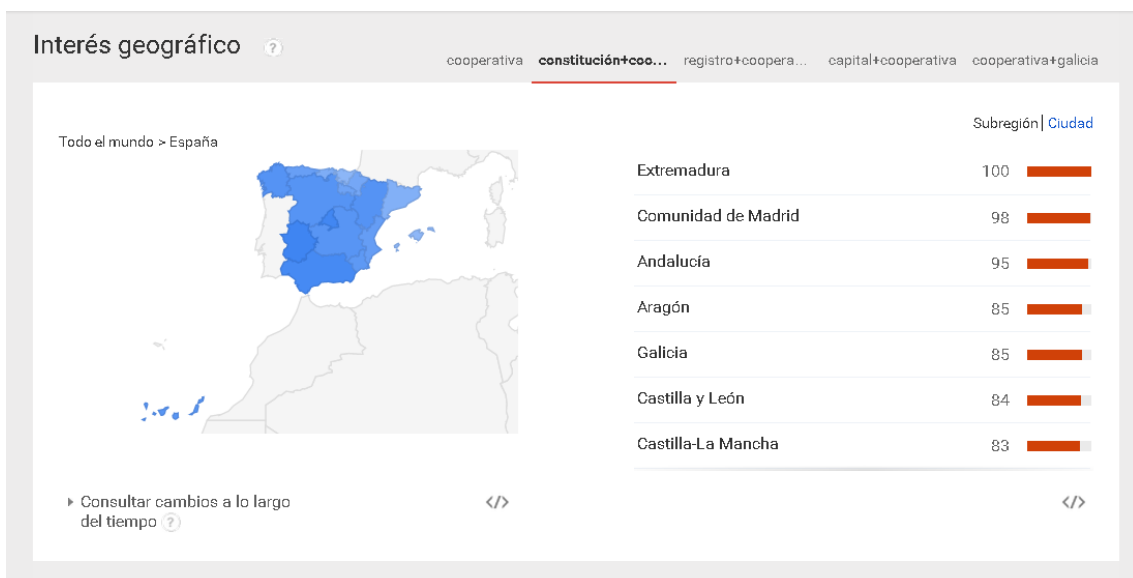 Interés geográfico ?
cooperativa constitución+coo... registro+coopera... capital+cooperativa cooperativa+galicia
Subregión | Ciudad
Todo el mundo > España
Extremadura 100
Comunidad de Madrid 98
Andalucía 95
Aragón 85
Galicia 85
Castilla y León 84
Castilla-La Mancha 83
Consultar cambios a lo largo
del tiempo ?
</>
</>